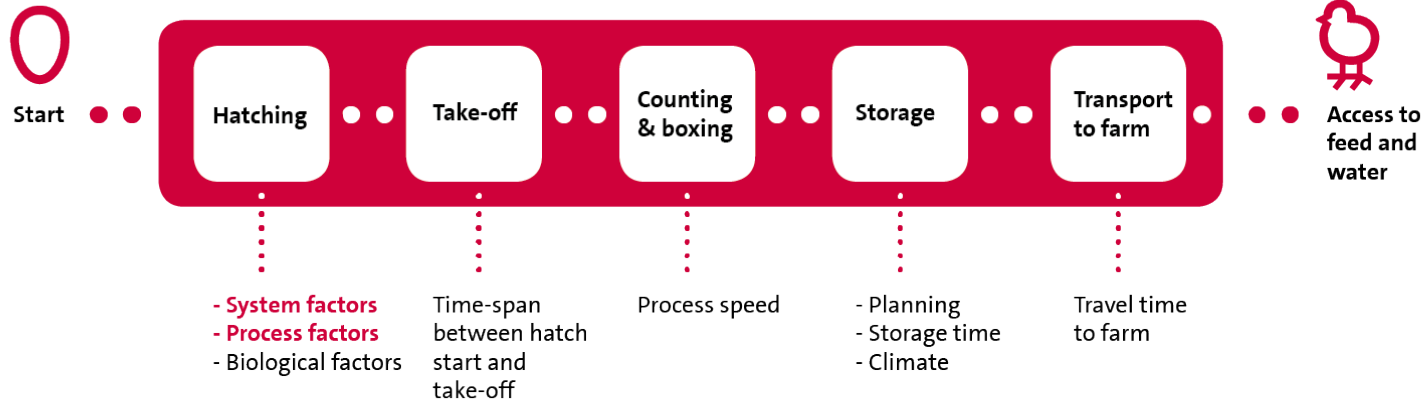 Start
Hatching
Take-off
Counting
& boxing
Storage
Transport
to farm
Access to
feed and
water
- System factors
- Process factors
- Biological factors
Time-span
between hatch
start and
take-off
Process speed
- Planning
- Storage time
- Climate
Travel time
to farm